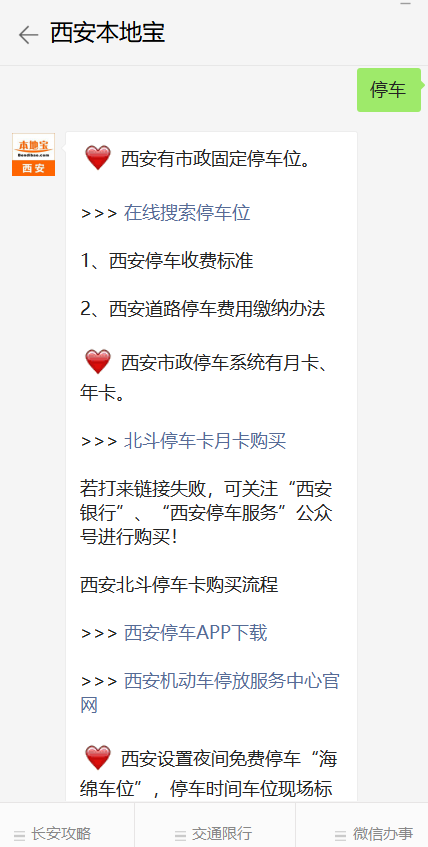 西安本地宝
停车
本地宝
Bendibao.com
西安
西安有市政固定停车位。
>>> 在线搜索停车位
1、西安停车收费标准
2、西安道路停车费用缴纳办法
西安市政停车系统有月卡、
年卡。
>>> 北斗停车卡月卡购买
若打来链接失败，可关注“西安
银行”、“西安停车服务”公众
号进行购买！
西安北斗停车卡购买流程
>>> 西安停车APP下载
>>> 西安机动车停放服务中心官
网
西安设置夜间免费停车“海
绵车位”，停车时间车位现场标
长安攻略
交通限行
微信办事